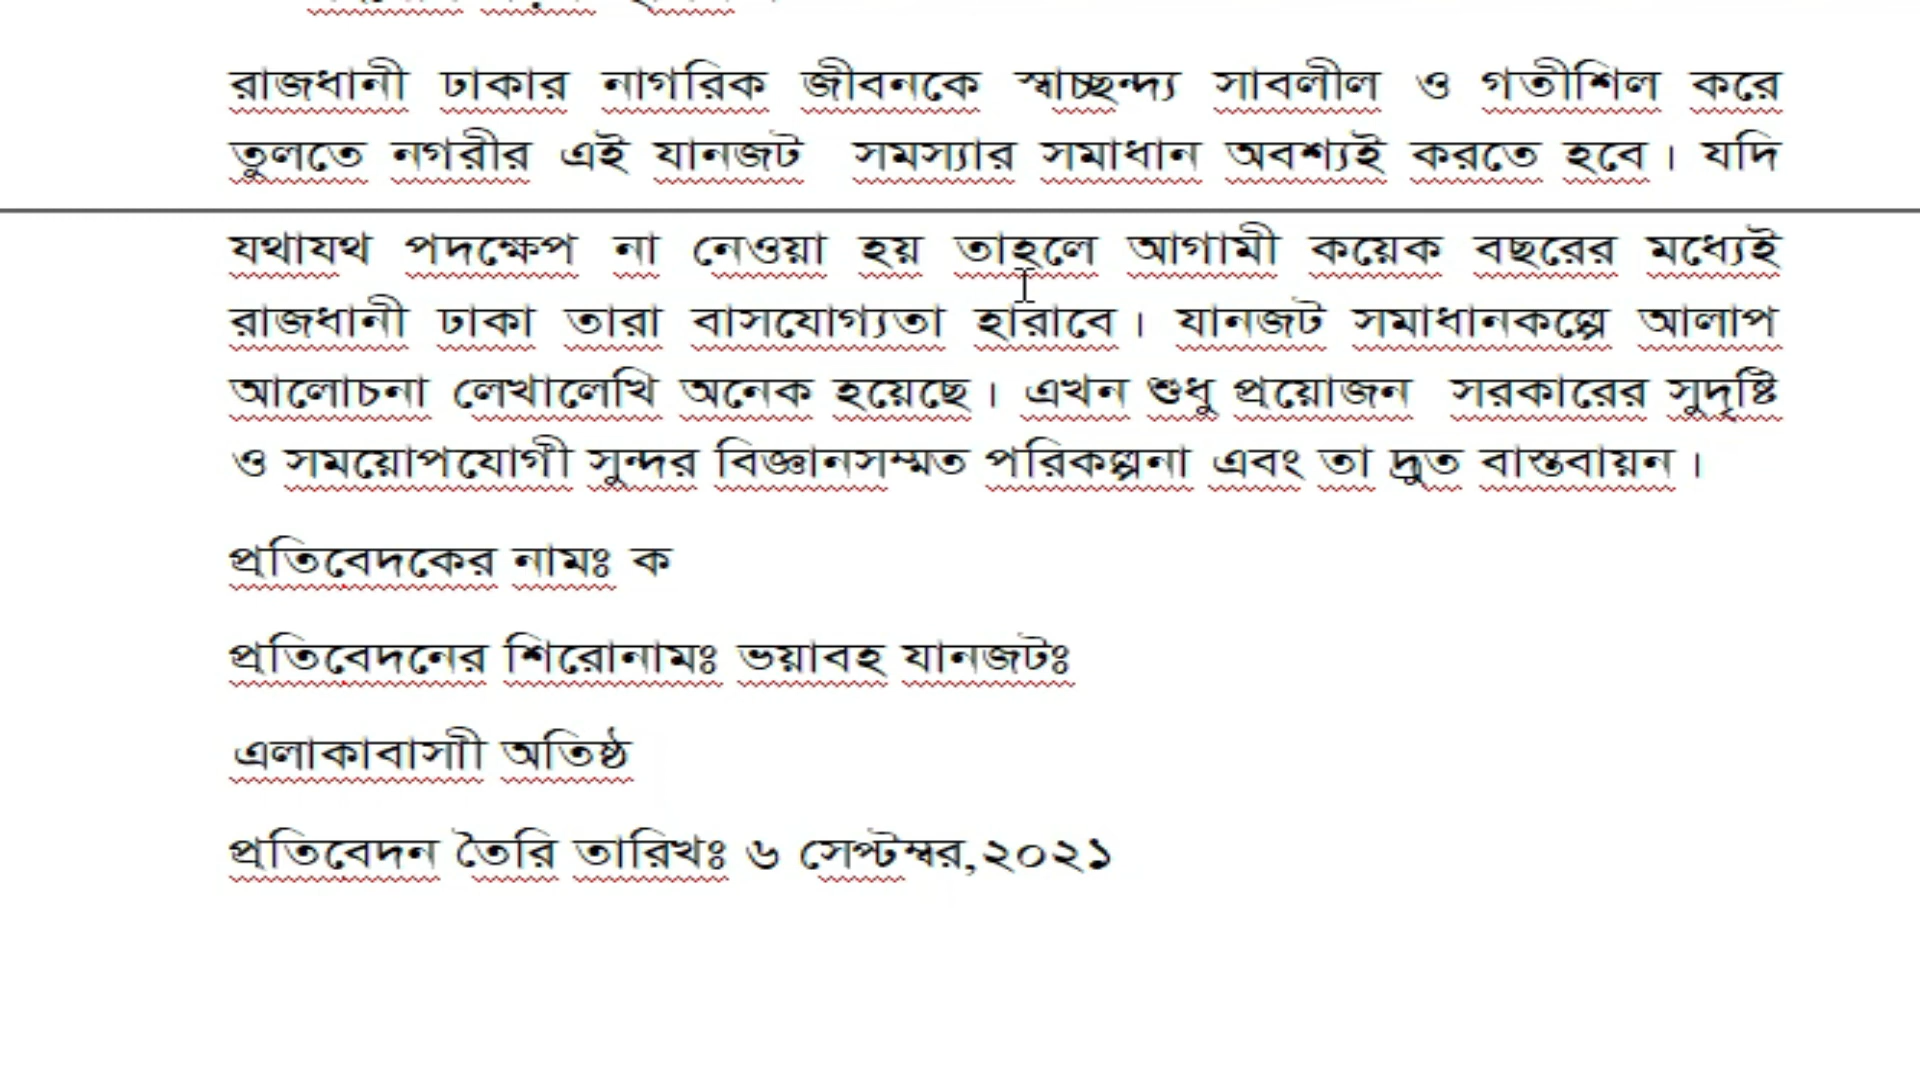 রাজধানী ঢাকার নাগরিক জীবনকে স্বাচ্ছন্দ্য সাবলীল ও গতীশিল করে
তুলতে নগরীর এই যানজট সমস্যার সমাধান অবশ্যই করতে হবে। যদি
যথাযথ পদক্ষেপ না নেওয়া হয় তাহলে আগামী কয়েক বছরের মধ্যেই
রাজধানী ঢাকা তারা বাসযোগ্যতা হারাবে। যানজট সমাধানকল্পে আলাপ
আলোচনা লেখালেখি অনেক হয়েছে। এখন শুধু প্রয়োজন সরকারের সুদৃষ্টি
ও সময়োপযোগী সুন্দর বিজ্ঞানসম্মত পরিকল্পনা এবং তা দ্রুত বাস্তবায়ন।
প্রতিবেদকের নামঃ ক
প্রতিবেদনের শিরোনামঃ ভয়াবহ যানজটঃ
এলাকাবাসাী অতিষ্ঠ
প্রতিবেদন তৈরি তারিখঃ ৬ সেপ্টম্বর,২০২১